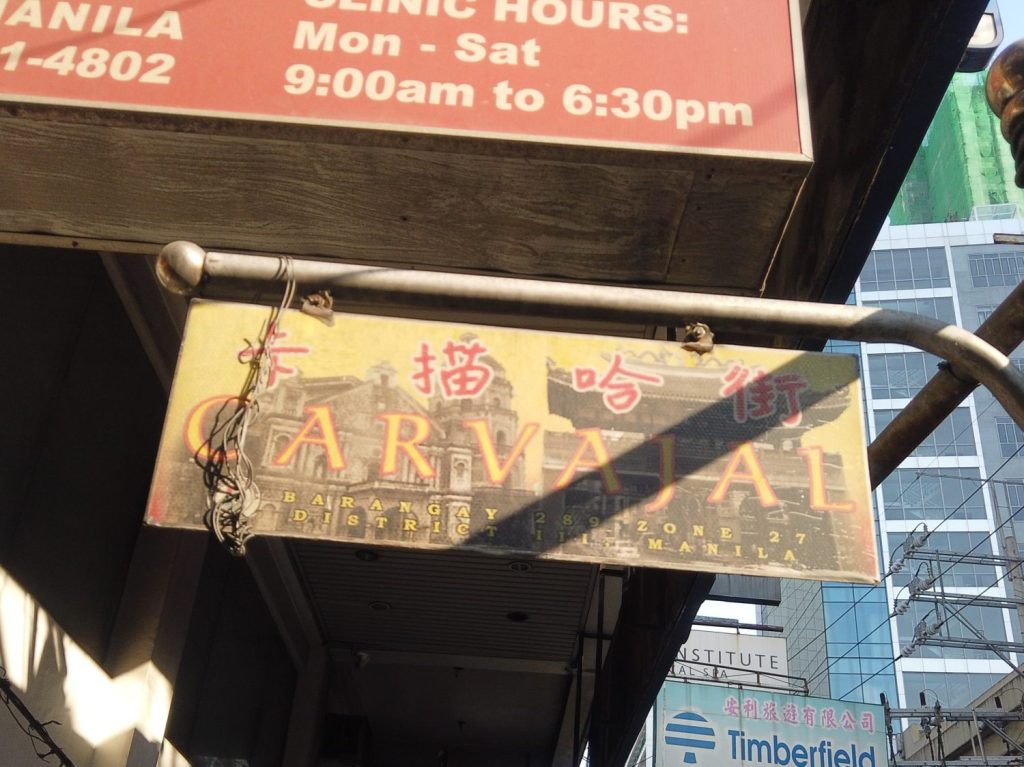 MANILA
1-4802
CLINIC HOURS:
Mon - Sat
9:00am to 6:30pm
卡描哈街
CARVAJAL
BARANGAY 289, ZONE 27
DISTRICT III, MANILA
INSTITUTE
安利旅遊有限公司
Timberfield